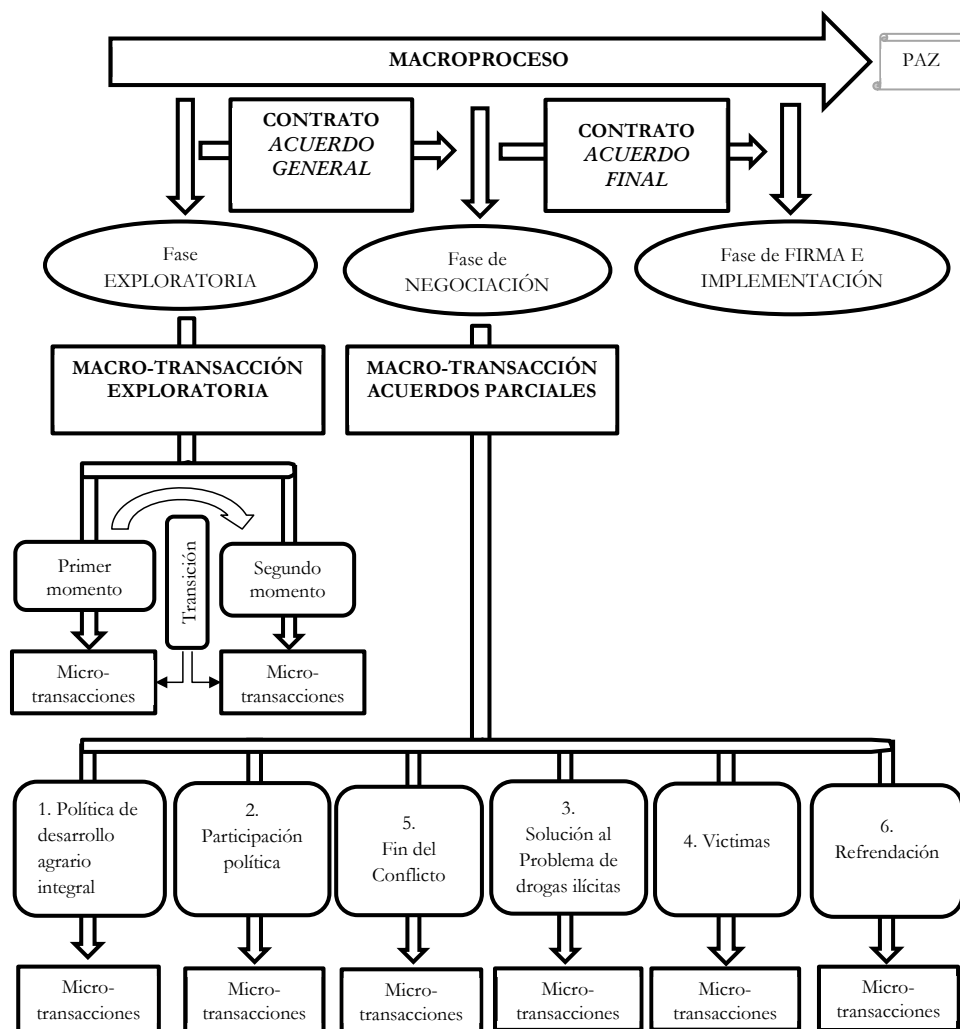 MACROPROCESO
PAZ
CONTRATO
ACUERDO
GENERAL
CONTRATO
ACUERDO
FINAL
Fase
EXPLORATORIA
Fase de
NEGOCIACIÓN
Fase de FIRMA E
IMPLEMENTACIÓN
MACRO-TRANSACCIÓN
EXPLORATORIA
MACRO-TRANSACCIÓN
ACUERDOS PARCIALES
Primer
momento
Transición
Segundo
momento
Micro-
transacciones
Micro-
transacciones
1. Política de
desarrollo
agrario
integral
2.
Participación
política
5.
Fin del
Conflicto
3.
Solución al
Problema de
drogas ilícitas
4. Victimas
6.
Refrendación
Micro-
transacciones
Micro-
transacciones
Micro-
transacciones
Micro-
transacciones
Micro-
transacciones
Micro-
transacciones